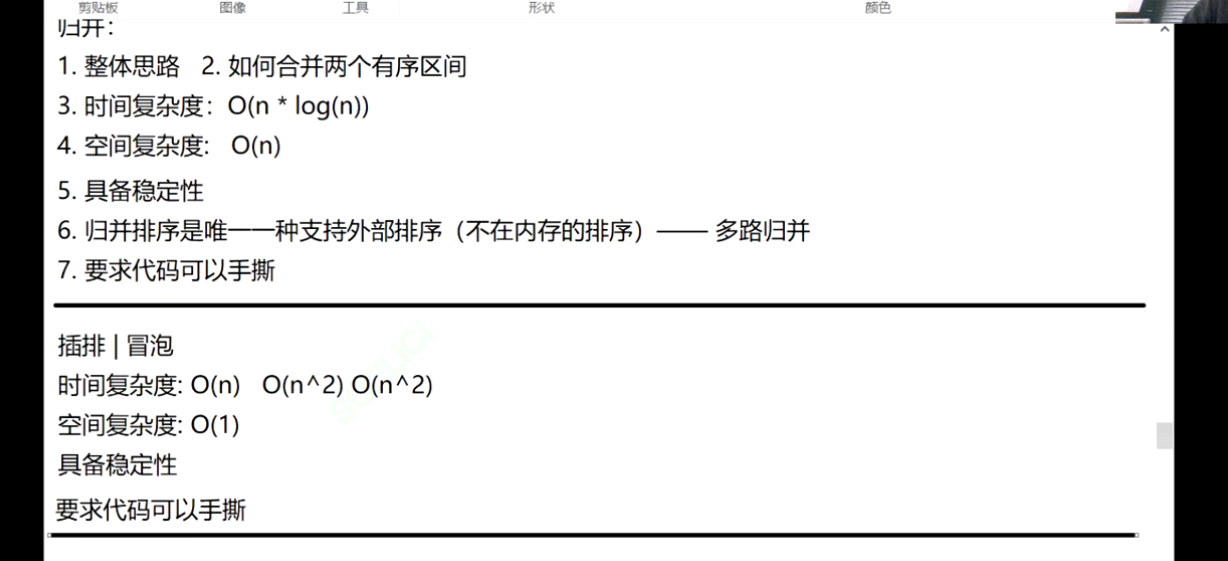 剪贴板 图像 工具 形状 颜色
归并:
1. 整体思路 2. 如何合并两个有序区间
3. 时间复杂度：O(n * log(n))
4. 空间复杂度: O(n)
5. 具备稳定性
6. 归并排序是唯一一种支持外部排序（不在内存的排序）—— 多路归并
7. 要求代码可以手撕
插排 | 冒泡
时间复杂度: O(n) O(n^2) O(n^2)
空间复杂度: O(1)
具备稳定性
要求代码可以手撕